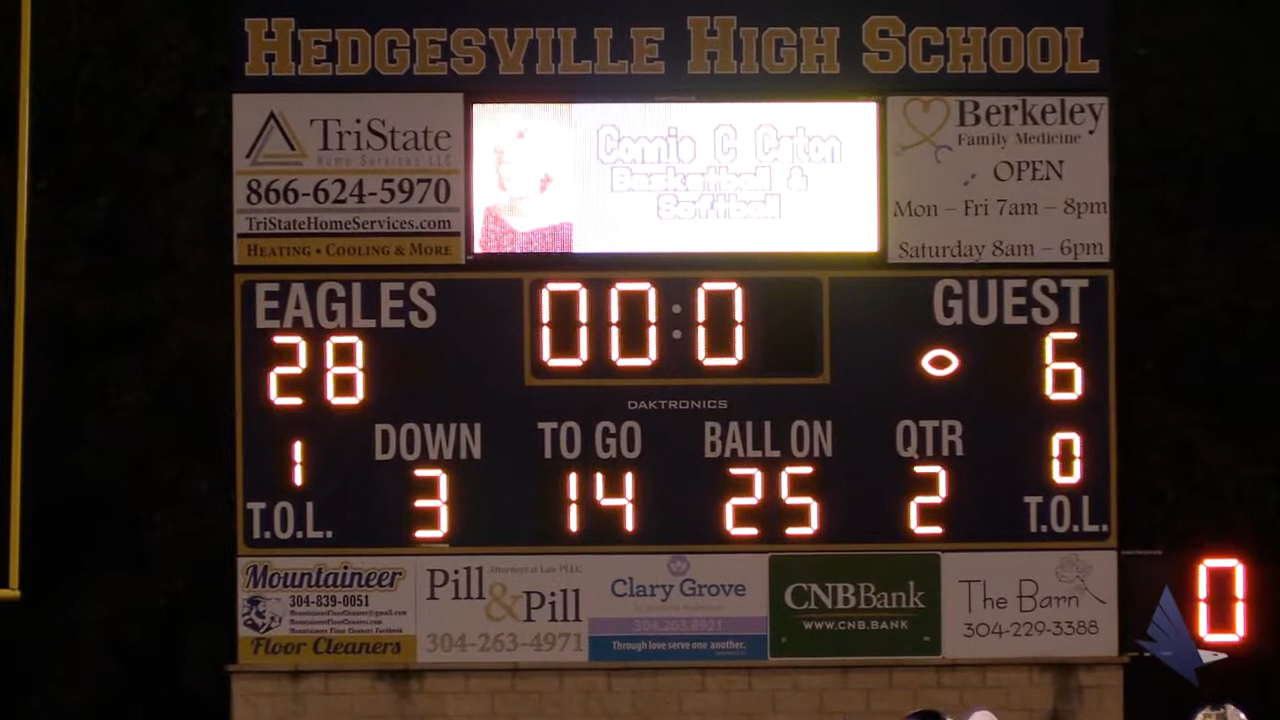 HEDGESVILLE HIGH SCHOOL
TriState
Home Services LLC
866-624-5970
TriStateHomeServices.com
HEATING • COOLING & MORE
Connie C Caton
Basketball &
Softball
Berkeley
Family Medicine
OPEN
Mon – Fri 7am – 8pm
Saturday 8am – 6pm
EAGLES
00:0
GUEST
28
6
DAKTRONICS
DOWN
TO GO
BALL ON
QTR
1
0
3
14
25
2
T.O.L.
T.O.L.
Mountaineer
304-839-0051
Floor Cleaners
Attorneys at Law PLLC
Pill & Pill
304-263-4971
Clary Grove
Through love serve one another.
CNBBank
WWW.CNB.BANK
The Barn
304-229-3388
0